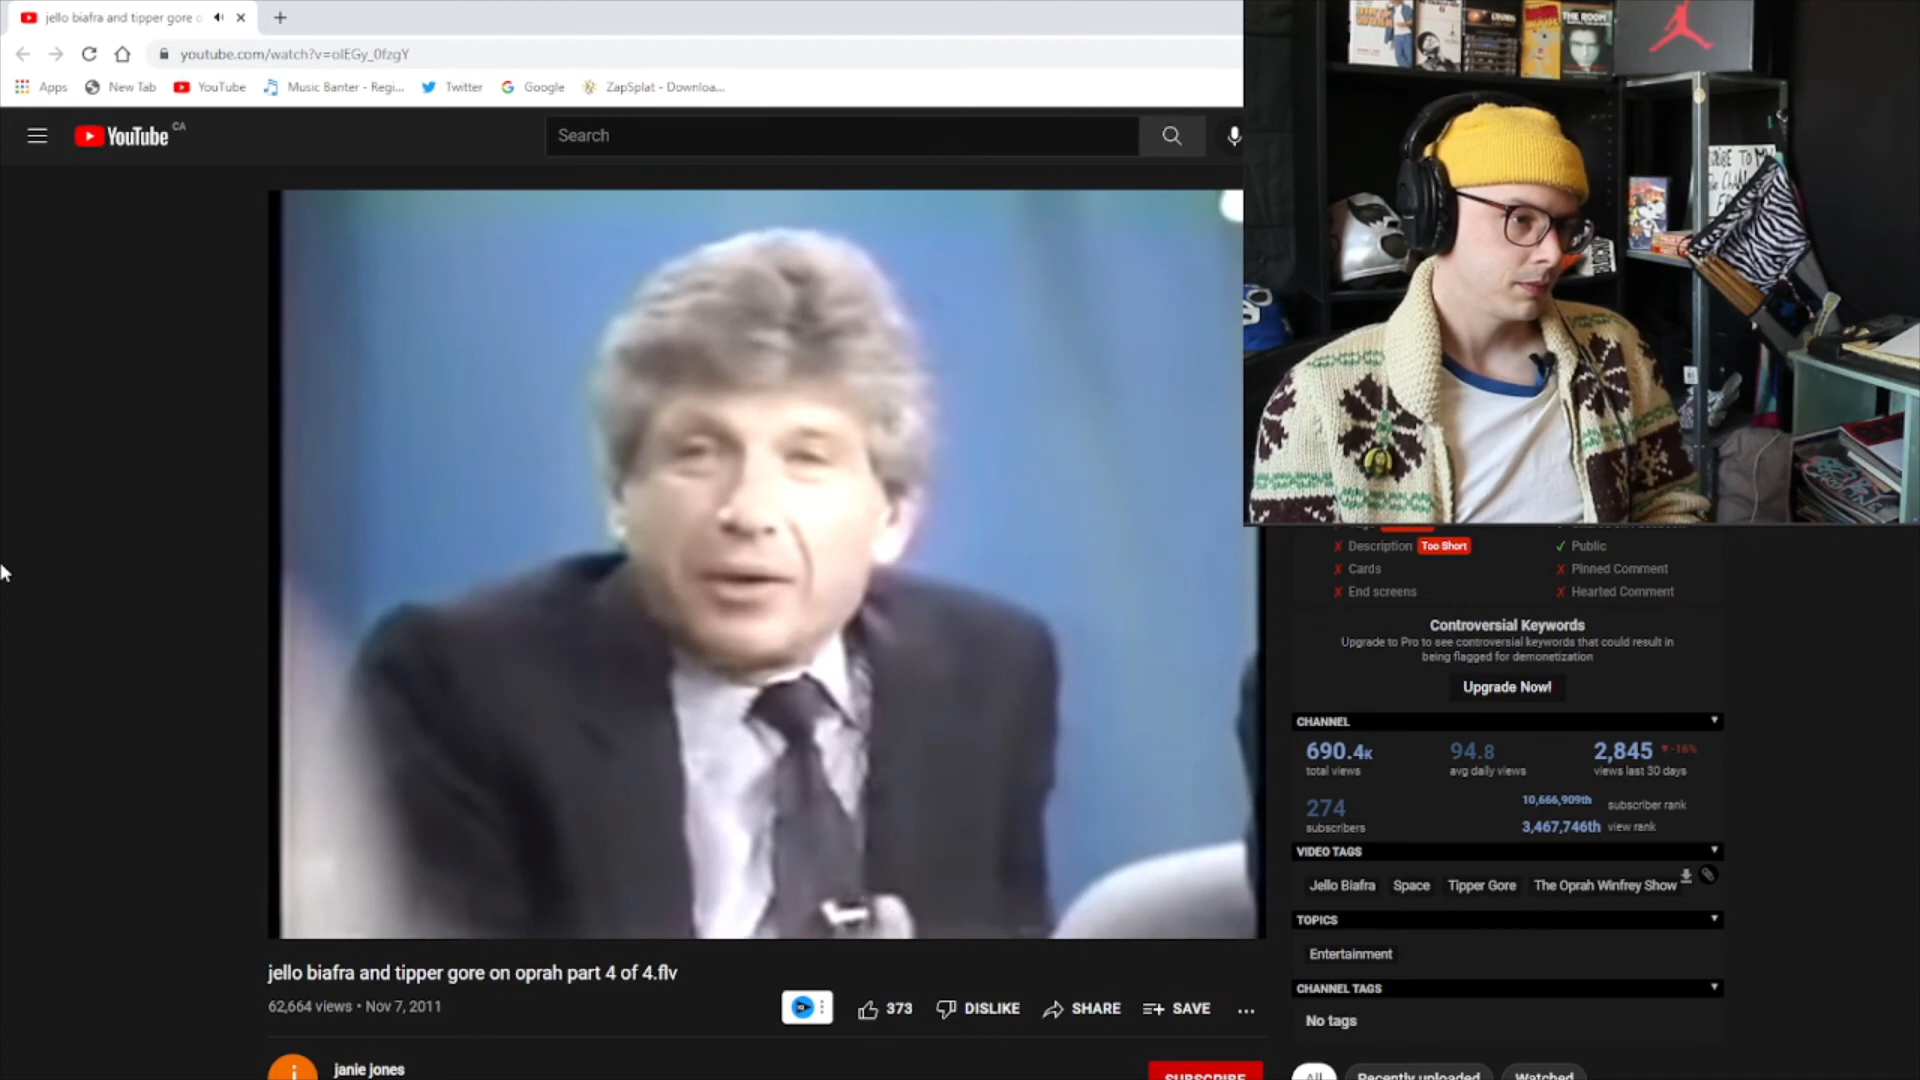 jello biafra and tipper gore o
youtube.com/watch?v=oIEGy_0fzgY
Apps
New Tab
YouTube
Music Banter - Regi...
Twitter
Google
ZapSplat - Downloa...
YouTube CA
Search
THE ROOM
Description Too Short
Public
Cards
Pinned Comment
End screens
Hearted Comment
Controversial Keywords
Upgrade to Pro to see controversial keywords that could result in
being flagged for demonetization
Upgrade Now!
CHANNEL
690.4K
94.8
2,845 -16%
total views
avg daily views
views last 30 days
274
10,666,909th subscriber rank
subscribers
3,467,746th view rank
VIDEO TAGS
Jello Biafra
Space
Tipper Gore
The Oprah Winfrey Show
TOPICS
Entertainment
CHANNEL TAGS
No tags
jello biafra and tipper gore on oprah part 4 of 4.flv
62,664 views • Nov 7, 2011
373
DISLIKE
SHARE
SAVE
janie jones
SUBSCRIBE
All
Recently uploaded
Watched